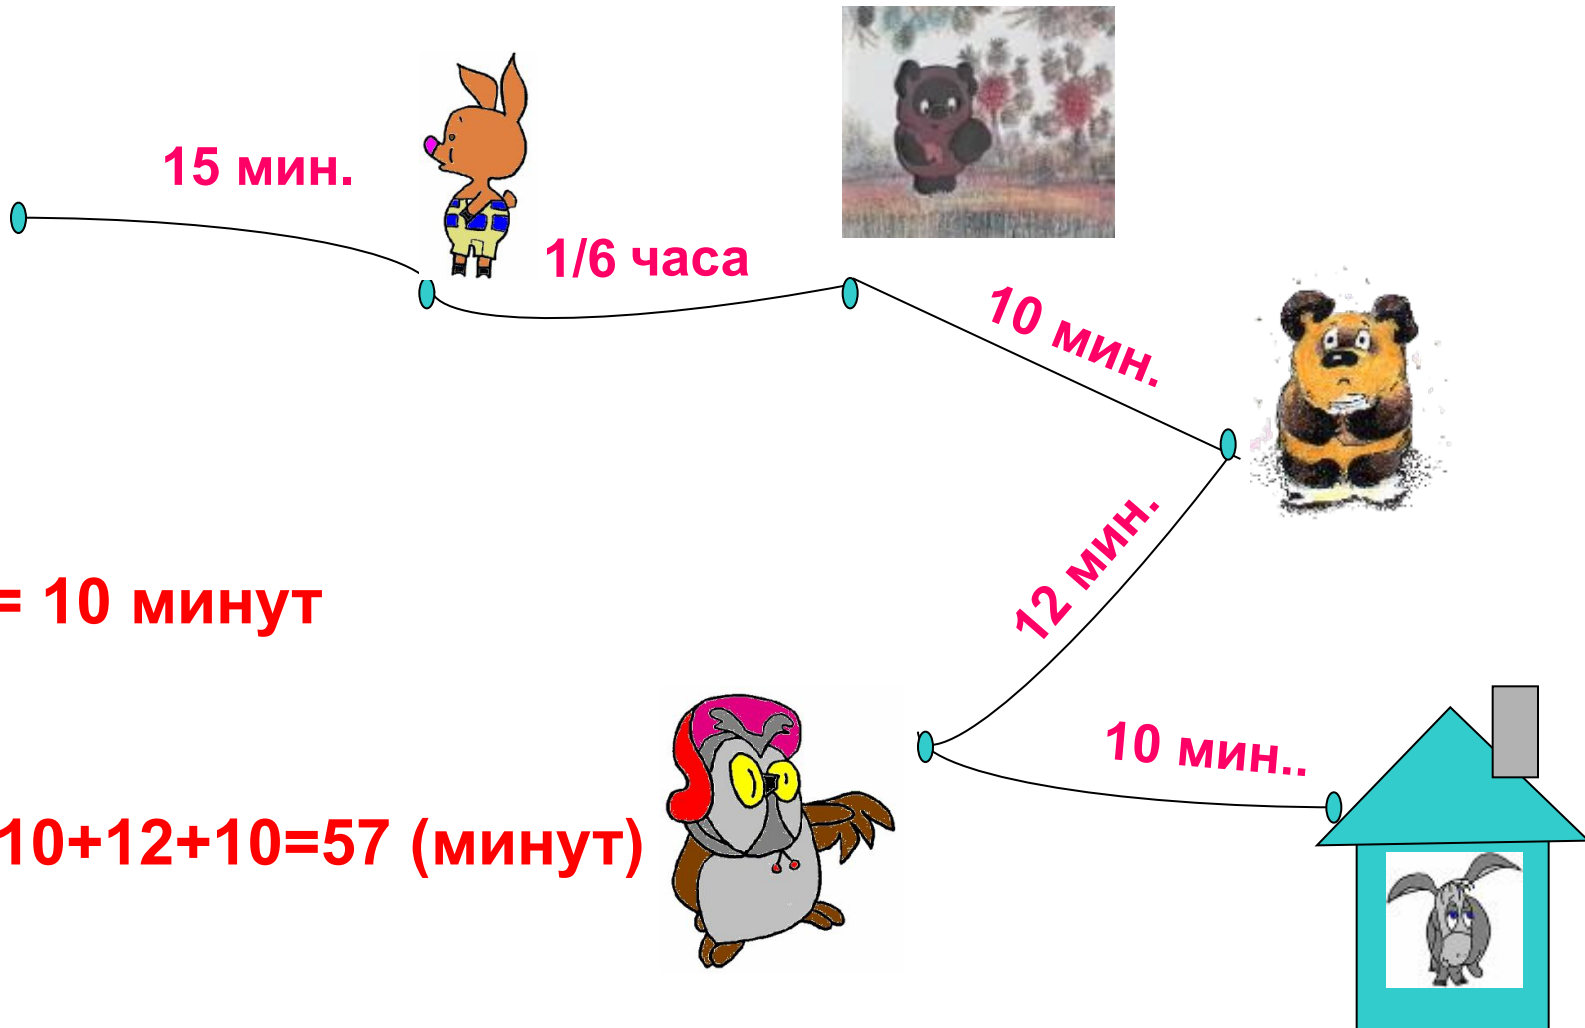 15 мин.
1/6 часа
10 мин.
12 мин.
= 10 минут
10 мин..
10+12+10=57 (минут)